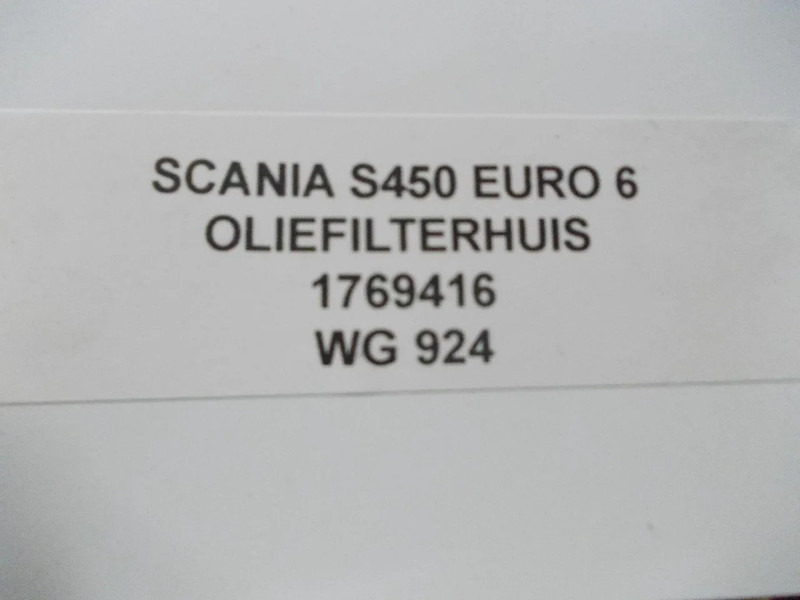 SCANIA S450 EURO 6
OLIEFILTERHUIS
1769416
WG 924